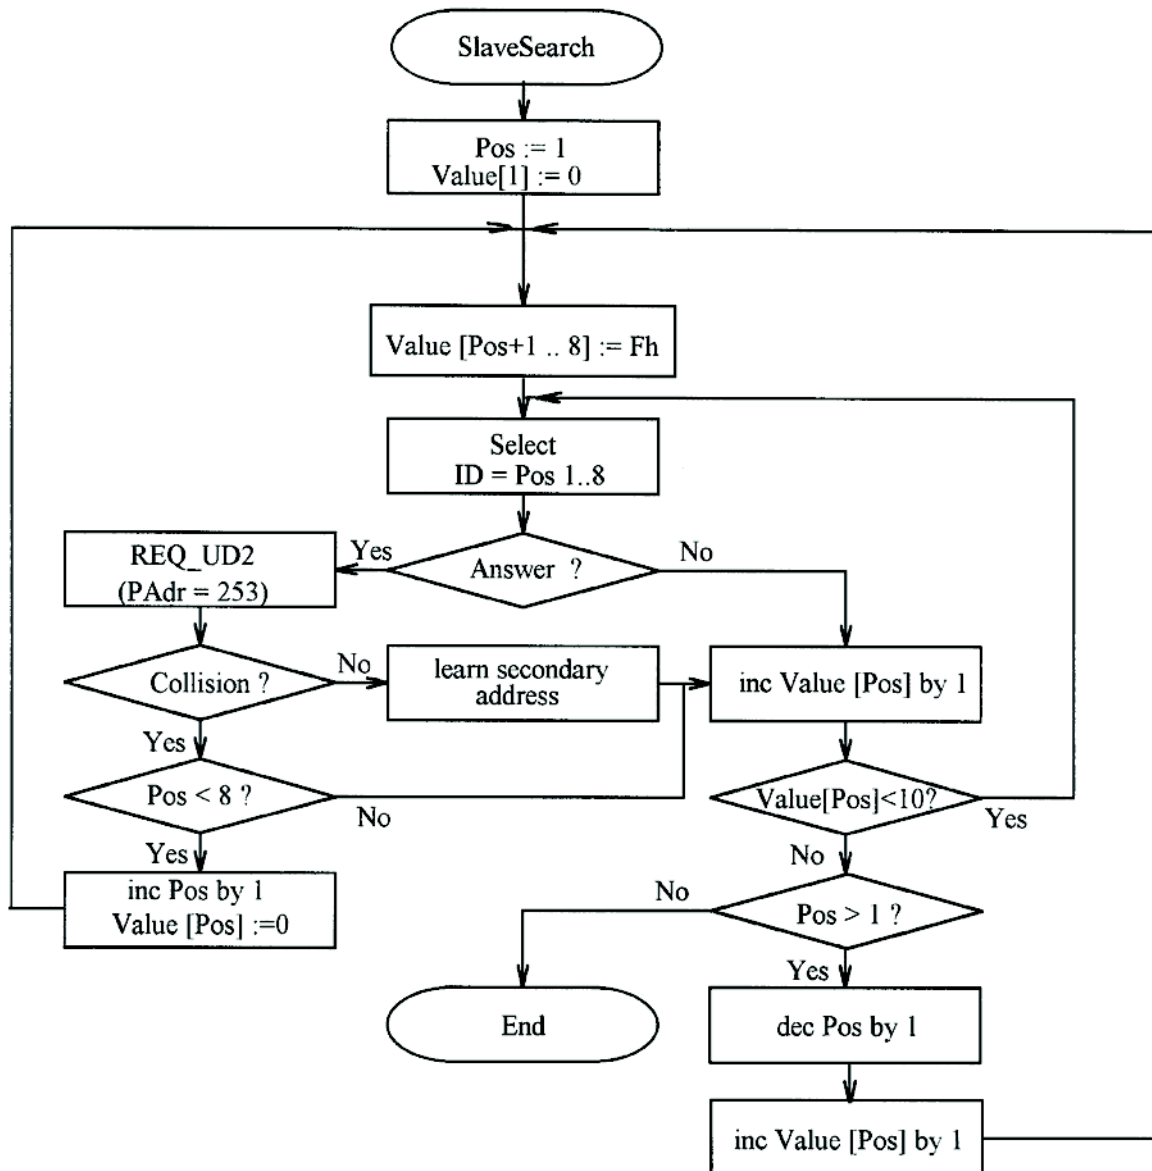 SlaveSearch
Pos := 1
Value[1] := 0
Value [Pos+1 .. 8] := Fh
Select
ID = Pos 1..8
Answer ?
Yes
No
REQ_UD2
(PAdr = 253)
Collision ?
No
Yes
learn secondary
address
inc Value [Pos] by 1
Pos < 8 ?
No
Yes
Value[Pos]<10?
Yes
No
inc Pos by 1
Value [Pos] :=0
Pos > 1 ?
No
Yes
End
dec Pos by 1
inc Value [Pos] by 1